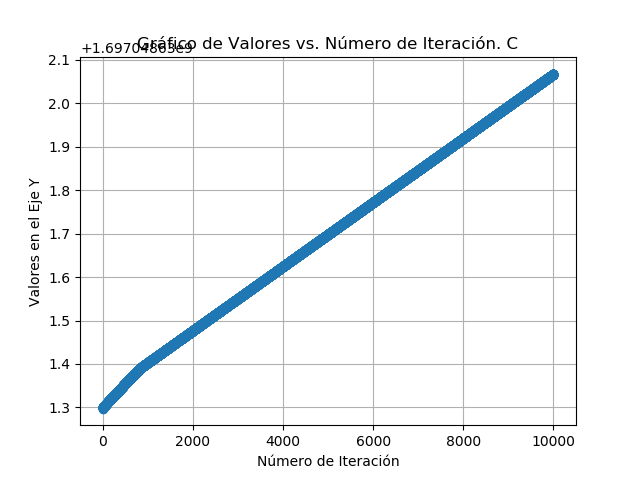 Gráfico de Valores vs. Número de Iteración. C
+1.69704863e9
2.1
2.0
1.9
1.8
1.7
1.6
1.5
1.4
1.3
Valores en el Eje Y
0 2000 4000 6000 8000 10000
Número de Iteración